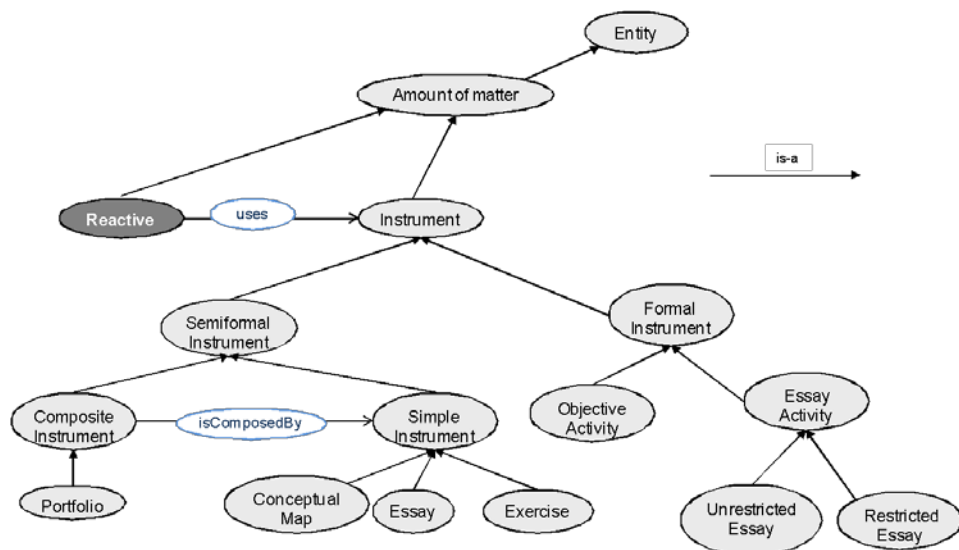 Entity
Amount of matter
is-a
Reactive
uses
Instrument
Semiformal
Instrument
Formal
Instrument
Composite
Instrument
isComposedBy
Simple
Instrument
Objective
Activity
Essay
Activity
Portfolio
Conceptual
Map
Essay
Exercise
Unrestricted
Essay
Restricted
Essay